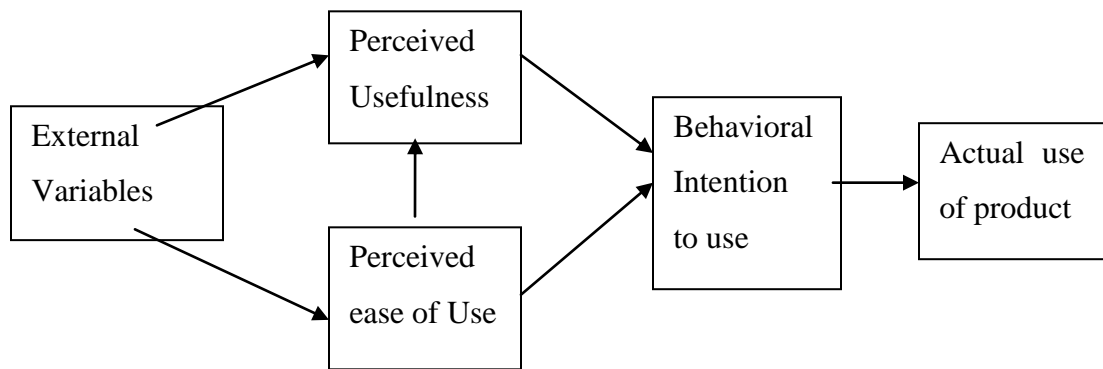 External
Variables
Perceived
Usefulness
Perceived
ease of Use
Behavioral
Intention
to use
Actual use
of product